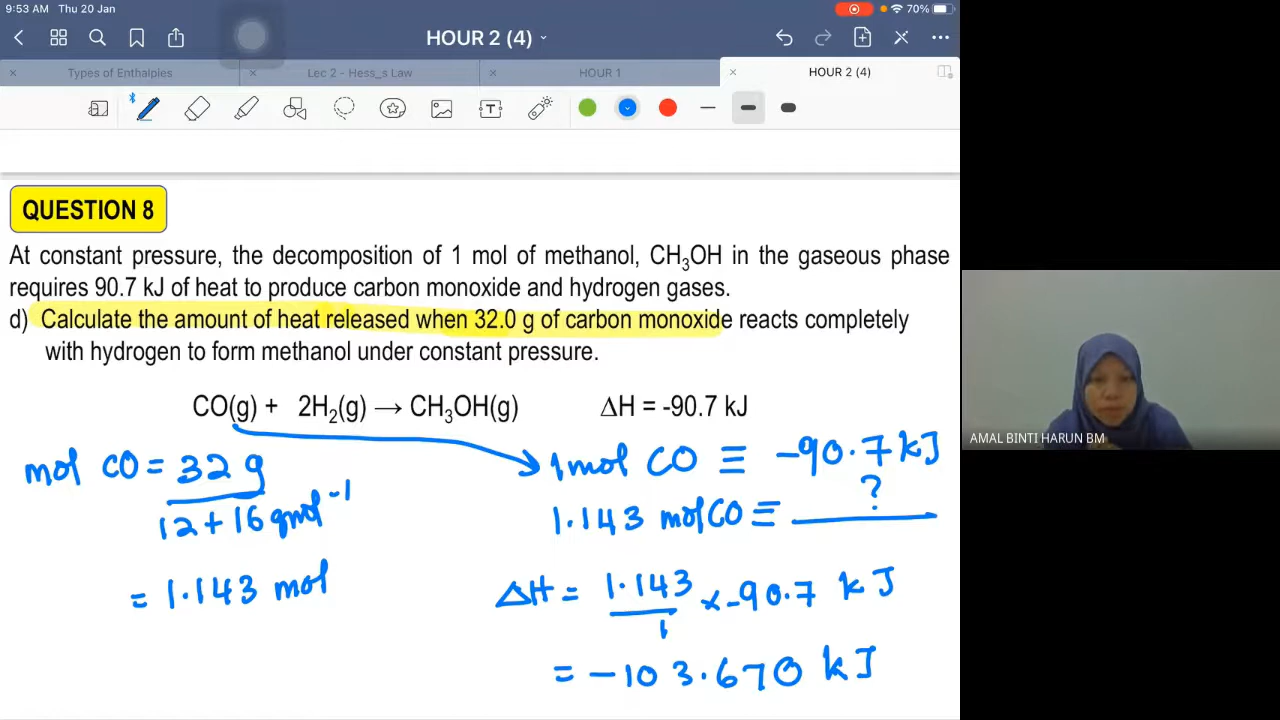 9:53 AM Thu 20 Jan 70%
HOUR 2 (4)
Types of Enthalpies
Lec 2 - Hess_s Law
HOUR 1
HOUR 2 (4)
QUESTION 8
At constant pressure, the decomposition of 1 mol of methanol, CH₃OH in the gaseous phase
requires 90.7 kJ of heat to produce carbon monoxide and hydrogen gases.
d) Calculate the amount of heat released when 32.0 g of carbon monoxide reacts completely
with hydrogen to form methanol under constant pressure.
CO(g) + 2H₂(g) → CH₃OH(g) ΔH = -90.7 kJ
mol CO = 32 g
12 + 16 gmol⁻¹
= 1.143 mol
1 mol CO ≡ -90.7 kJ
?
1.143 mol CO ≡
ΔH = 1.143 x -90.7 kJ
1
= -103.670 kJ
AMAL BINTI HARUN BM